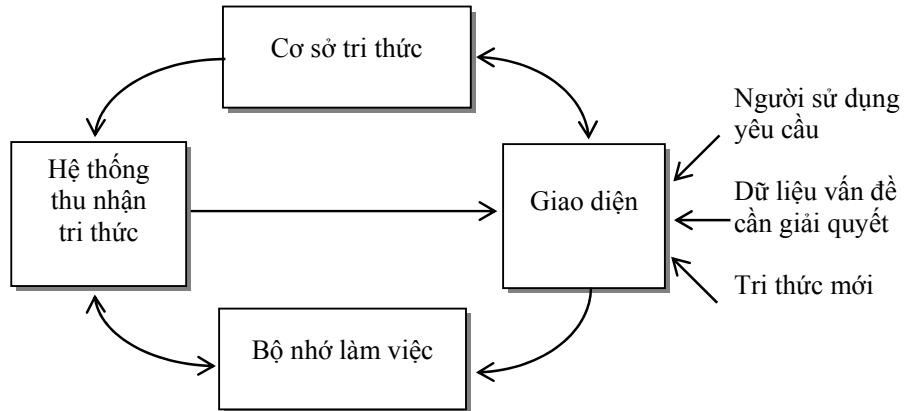 Cơ sở tri thức
Người sử dụng
yêu cầu
Hệ thống
thu nhận
tri thức
Giao diện
Dữ liệu vấn đề
cần giải quyết
Tri thức mới
Bộ nhớ làm việc